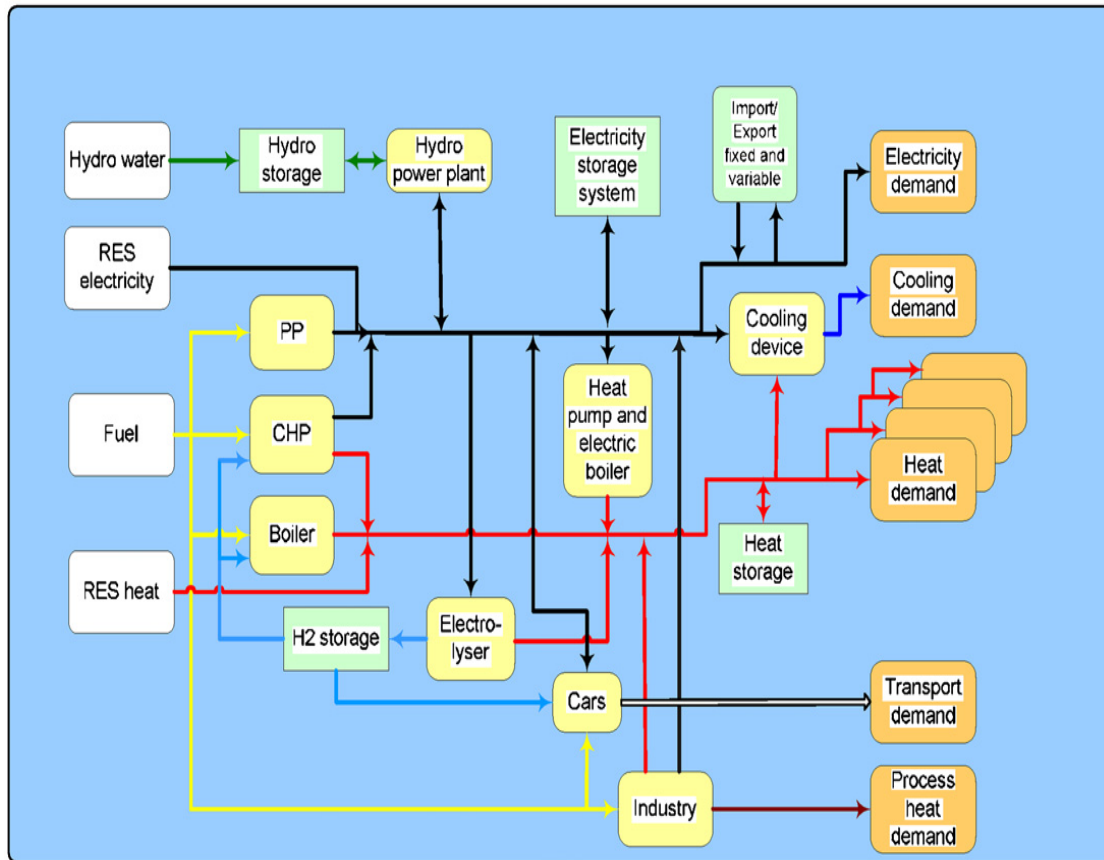 Hydro water
Hydro
storage
Hydro
power plant
Electricity
storage
system
Import/
Export
fixed and
variable
Electricity
demand
RES
electricity
PP
Cooling
device
Cooling
demand
Fuel
CHP
Heat
pump and
electric
boiler
Heat
demand
Boiler
Heat
storage
RES heat
H2 storage
Electro-
lyser
Cars
Transport
demand
Industry
Process
heat
demand